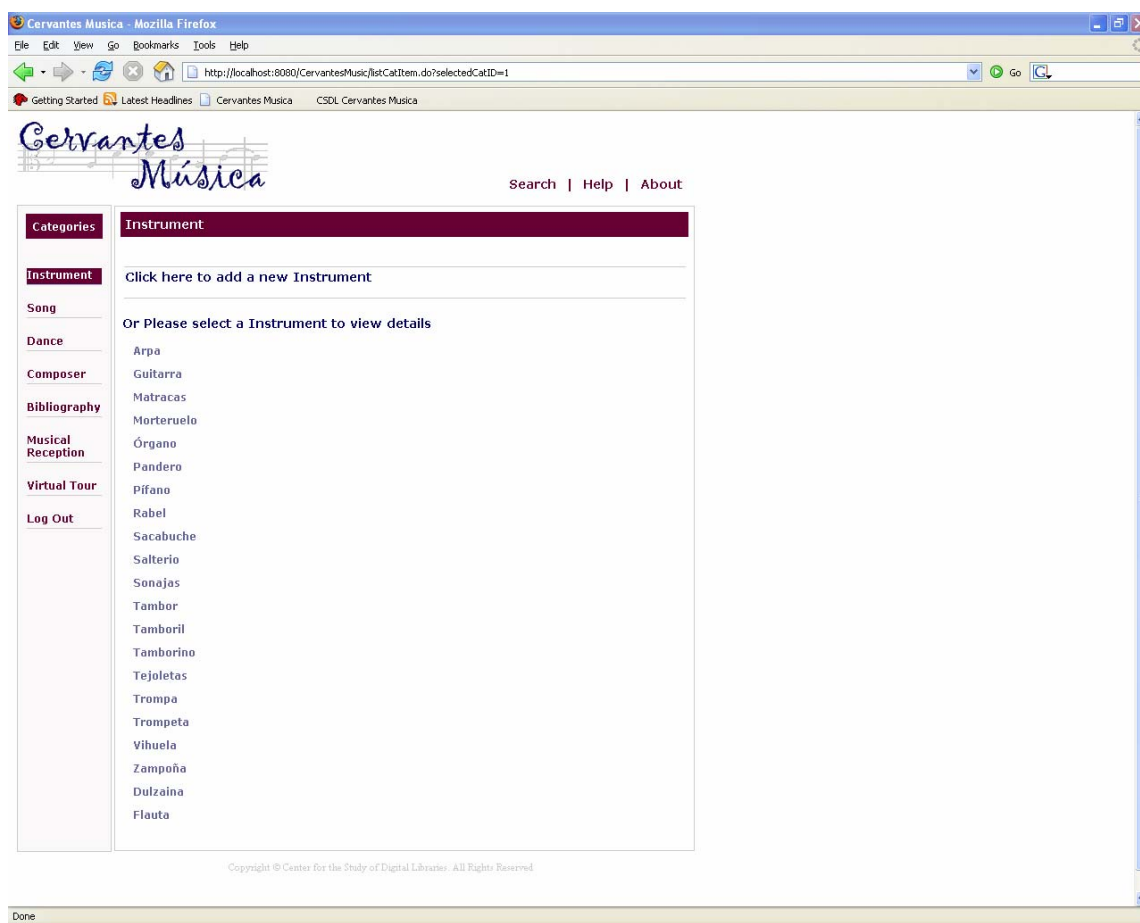 Cervantes Musica - Mozilla Firefox
File Edit View Go Bookmarks Tools Help
http://localhost:8080/CervantesMusic/listCatItem.do?selectedCatID=1 Go G
Getting Started Latest Headlines Cervantes Musica CSDL Cervantes Musica
Cervantes
Música
Search | Help | About
Categories
Instrument
Song
Dance
Composer
Bibliography
Musical
Reception
Virtual Tour
Log Out
Instrument
Click here to add a new Instrument
Or Please select a Instrument to view details
Arpa
Guitarra
Matracas
Morteruelo
Órgano
Pandero
Pífano
Rabel
Sacabuche
Salterio
Sonajas
Tambor
Tamboril
Tamborino
Tejoletas
Trompa
Trompeta
Vihuela
Zampoña
Dulzaina
Flauta
Copyright © Center for the Study of Digital Libraries. All Rights Reserved
Done